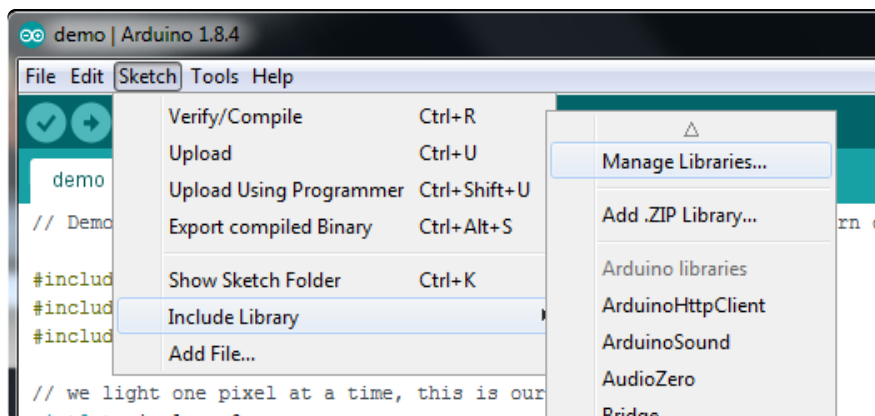 demo | Arduino 1.8.4
File Edit Sketch Tools Help
Verify/Compile Ctrl+R
Upload Ctrl+U
Upload Using Programmer Ctrl+Shift+U
Export compiled Binary Ctrl+Alt+S
Show Sketch Folder Ctrl+K
Include Library
Add File...
Manage Libraries...
Add .ZIP Library...
Arduino libraries
ArduinoHttpClient
ArduinoSound
AudioZero
Bridge
demo
// Demo
#includ
#includ
#includ
// we light one pixel at a time, this is our